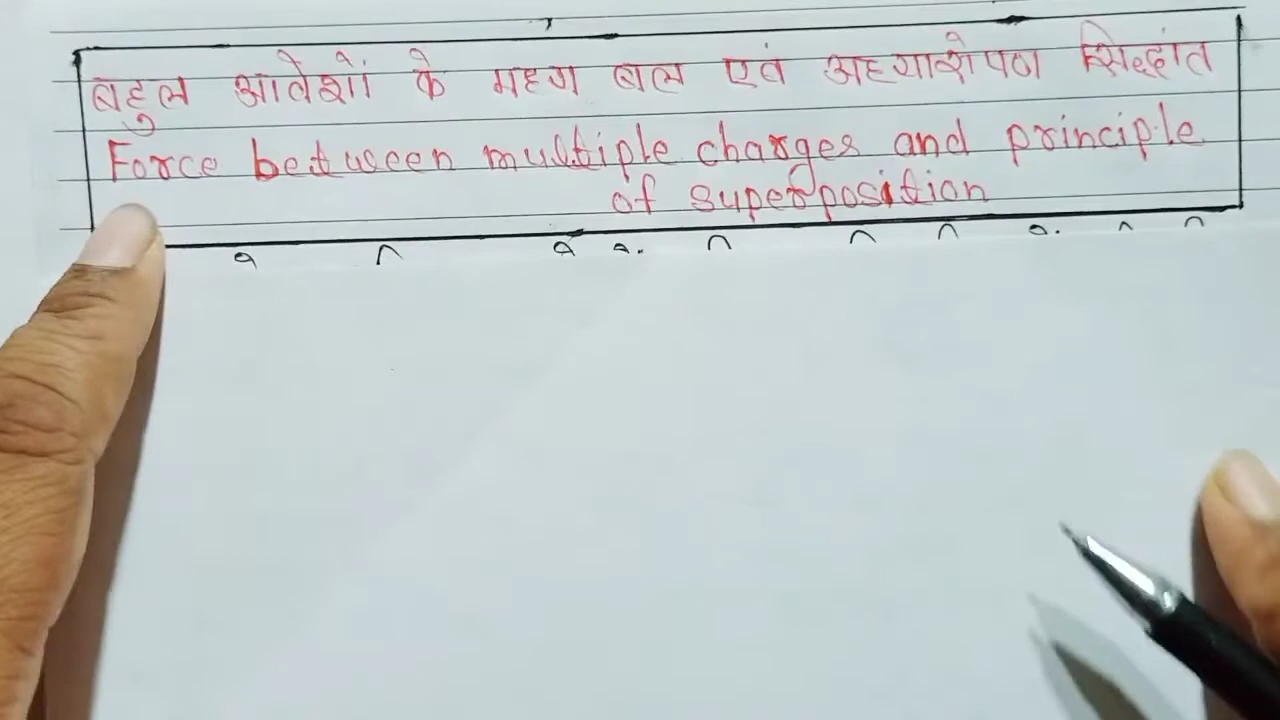 बहुल आवेशों के मध्य बल एवं अध्यारोपण सिद्धांत
Force between multiple charges and principle
of superposition